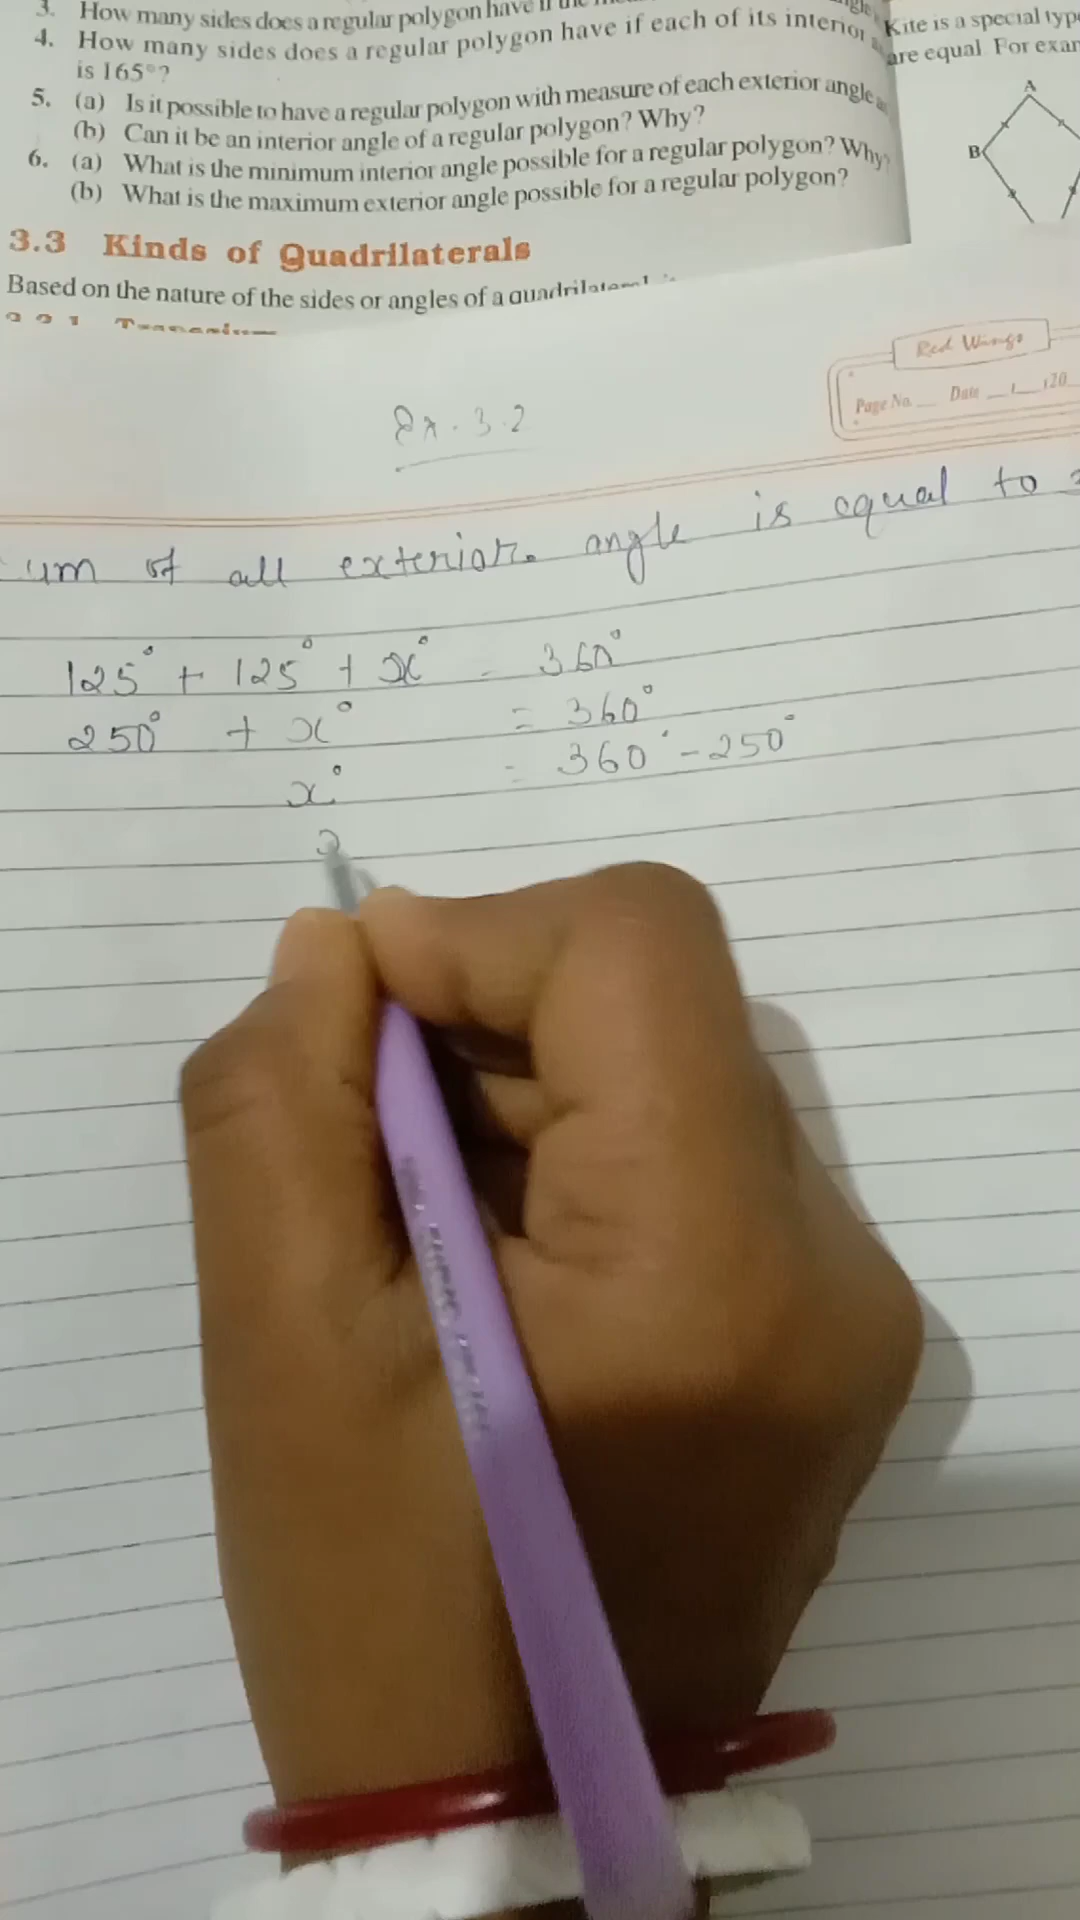 3. How many sides does a regular polygon have if the
4. How many sides does a regular polygon have if each of its interior
is 165°?
5. (a) Is it possible to have a regular polygon with measure of each exterior angle
(b) Can it be an interior angle of a regular polygon? Why?
6. (a) What is the minimum interior angle possible for a regular polygon? Why?
(b) What is the maximum exterior angle possible for a regular polygon?
3.3 Kinds of Quadrilaterals
Based on the nature of the sides or angles of a quadrilateral
Kite is a special type
are equal. For exam
A
B
Red Wings
Page No. Date / /20
Ex. 3.2
um of all exterior angle is equal to
125° + 125° + x° = 360°
250° + x° = 360°
x° = 360° - 250°